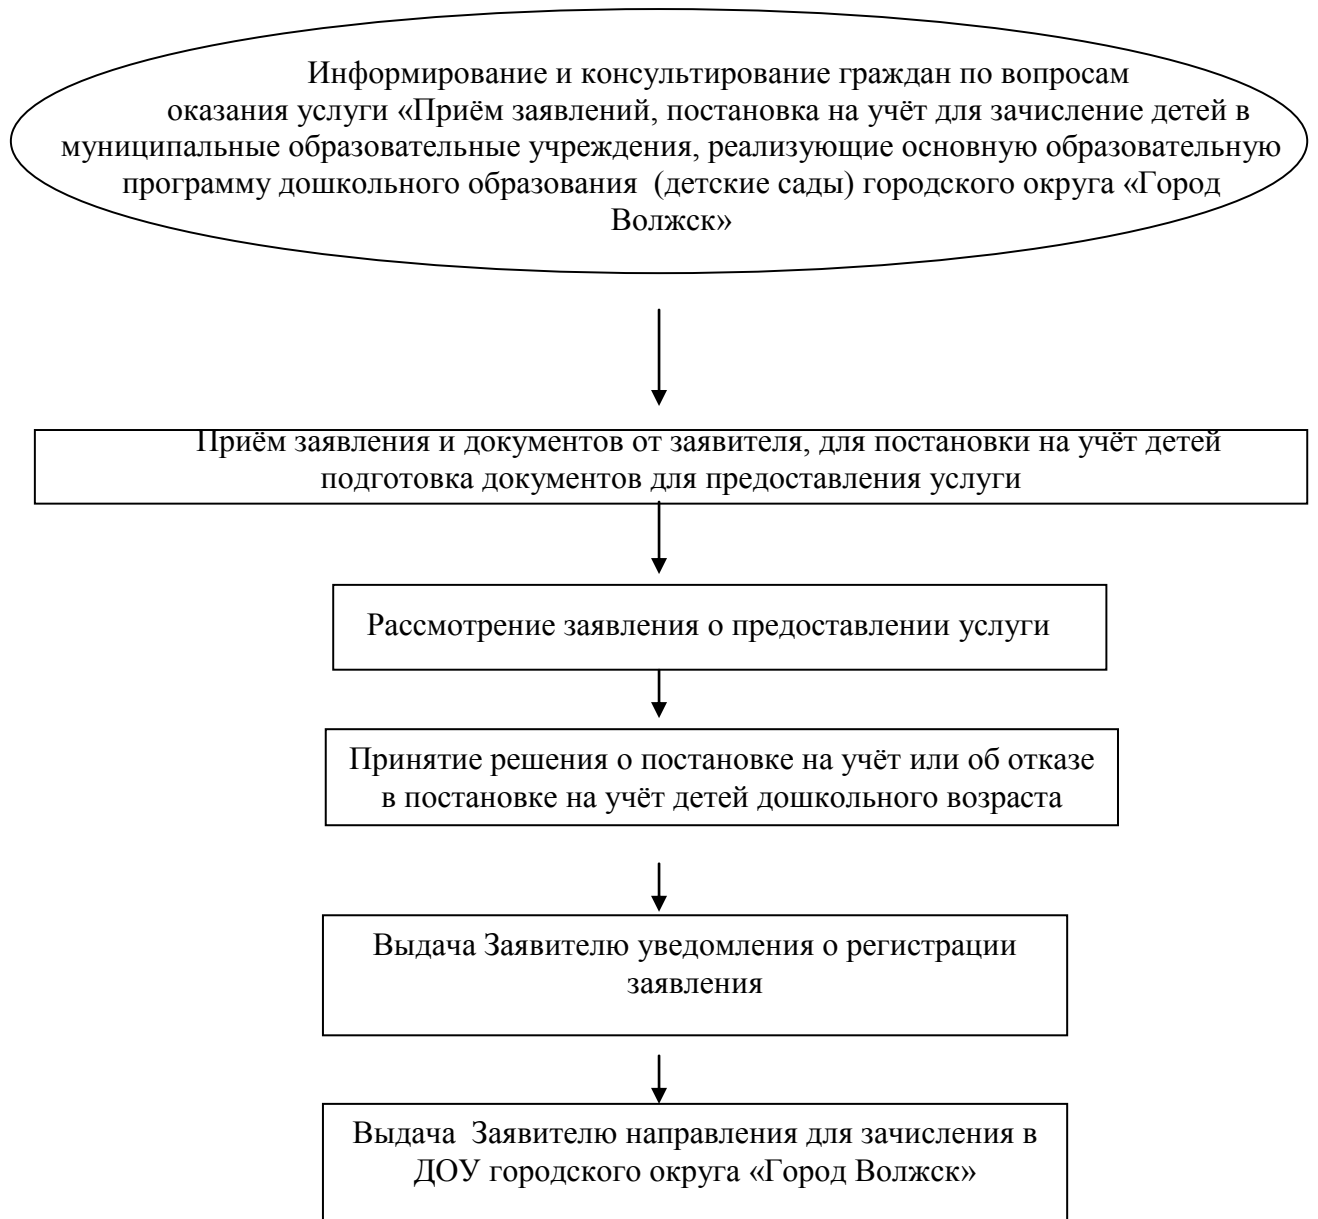 Информирование и консультирование граждан по вопросам
оказания услуги «Приём заявлений, постановка на учёт для зачисление детей в
муниципальные образовательные учреждения, реализующие основную образовательную
программу дошкольного образования (детские сады) городского округа «Город
Волжск»
Приём заявления и документов от заявителя, для постановки на учёт детей
подготовка документов для предоставления услуги
Рассмотрение заявления о предоставлении услуги
Принятие решения о постановке на учёт или об отказе
в постановке на учёт детей дошкольного возраста
Выдача Заявителю уведомления о регистрации
заявления
Выдача Заявителю направления для зачисления в
ДОУ городского округа «Город Волжск»